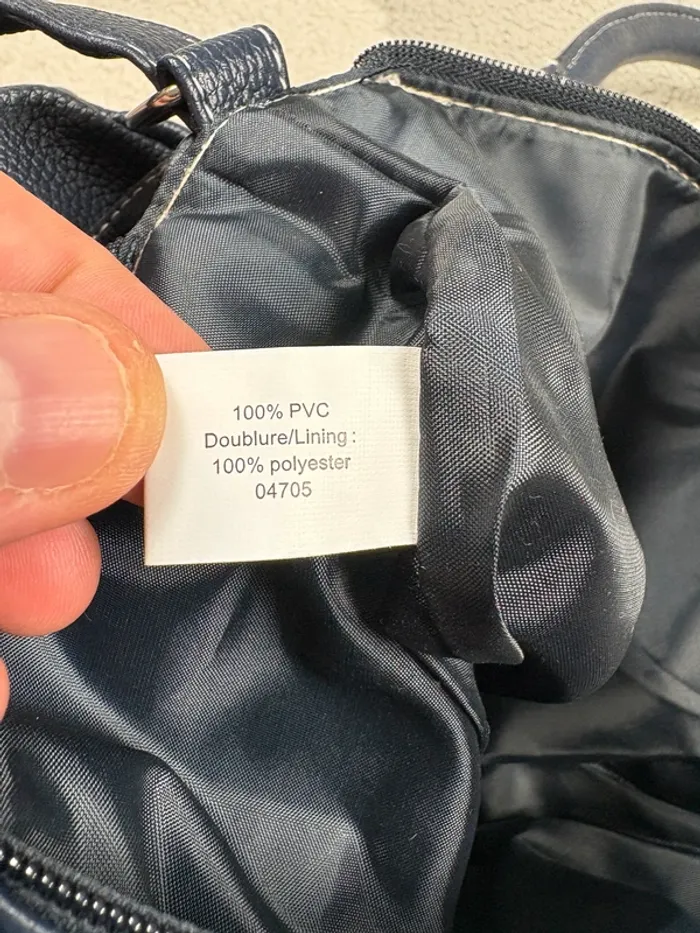 100% PVC
Doublure/Lining :
100% polyester
04705